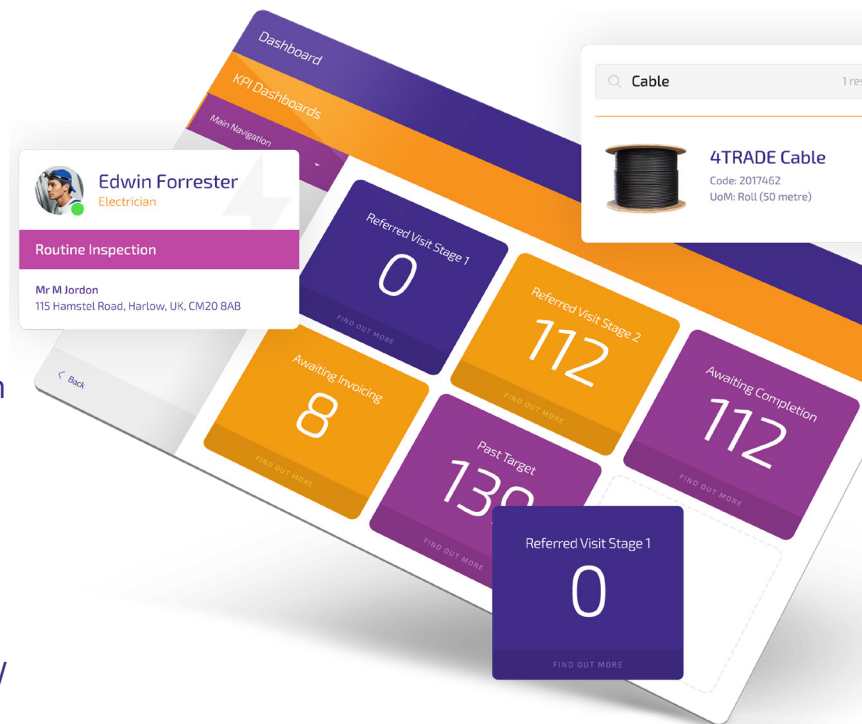 Dashboard
KPI Dashboards
Main Navigation
Cable
1 res
4TRADE Cable
Code: 2017462
UoM: Roll (50 metre)
Edwin Forrester
Electrician
Routine Inspection
Mr M Jordon
115 Hamstel Road, Harlow, UK, CM20 8AB
Referred Visit Stage 1
0
FIND OUT MORE
Referred Visit Stage 2
112
FIND OUT MORE
Awaiting Completion
112
FIND OUT MORE
Back
Awaiting Invoicing
8
FIND OUT MORE
Past Target
139
FIND OUT MORE
Referred Visit Stage 1
0
FIND OUT MORE